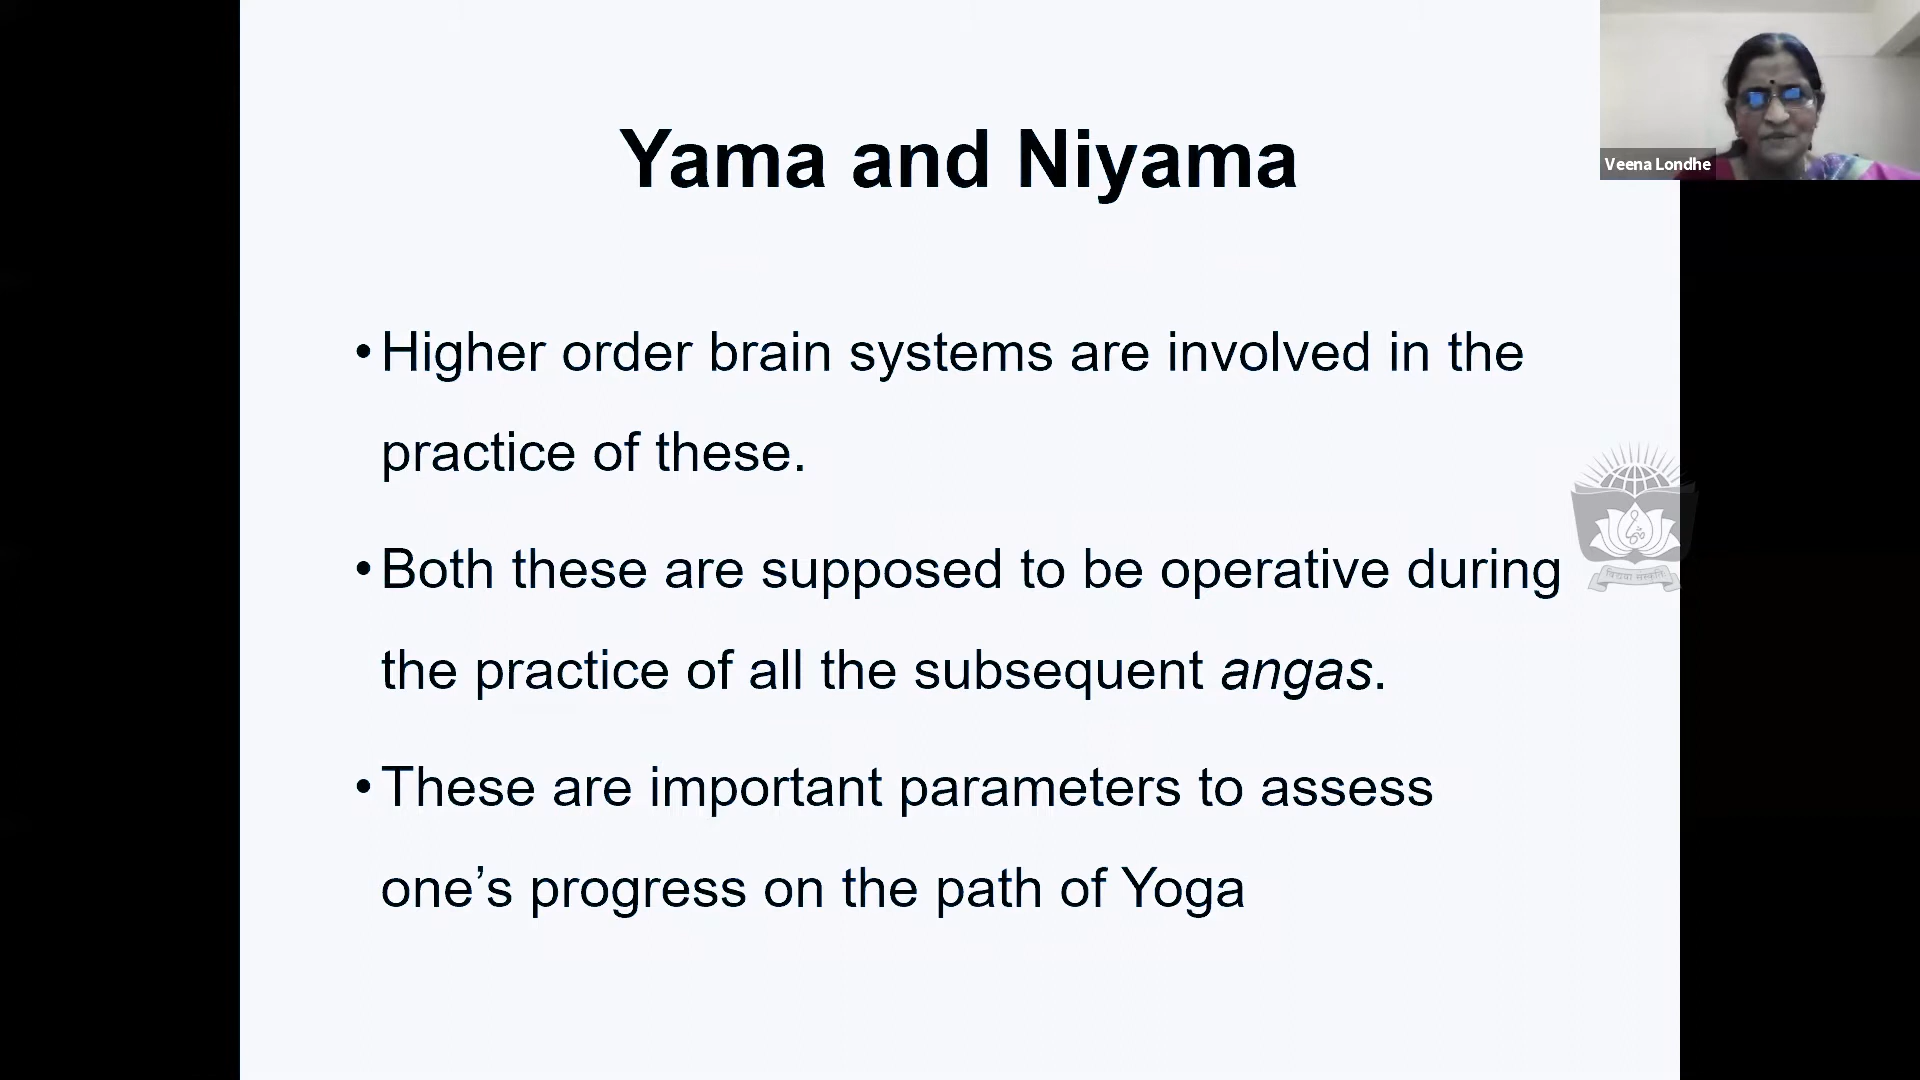 Yama and Niyama
Veena Londhe
•Higher order brain systems are involved in the
practice of these.
•Both these are supposed to be operative during
the practice of all the subsequent angas.
•These are important parameters to assess
one’s progress on the path of Yoga